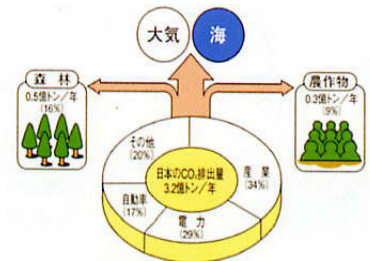 大気
海
森林
0.5億トン／年
(16%)
農作物
0.3億トン／年
(9%)
その他
(20%)
日本のCO₂排出量
3.2億トン／年
産業
(34%)
自動車
(17%)
電力
(29%)